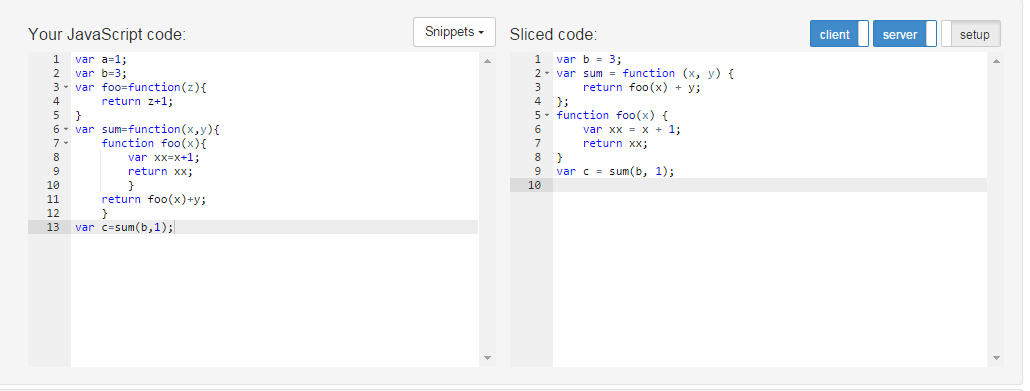 Your JavaScript code:
Snippets
1 var a=1;
2 var b=3;
3 var foo=function(z){
4     return z+1;
5 }
6 var sum=function(x,y){
7     function foo(x){
8         var xx=x+1;
9         return xx;
10         }
11     return foo(x)+y;
12     }
13 var c=sum(b,1);
Sliced code:
client
server
setup
1 var b = 3;
2 var sum = function (x, y) {
3     return foo(x) + y;
4 };
5 function foo(x) {
6     var xx = x + 1;
7     return xx;
8 }
9 var c = sum(b, 1);
10